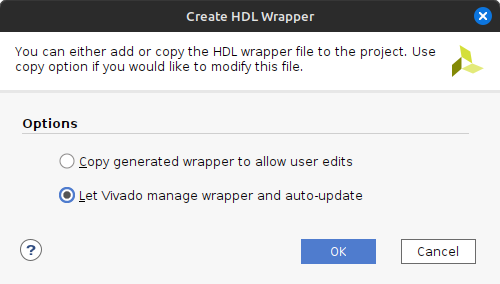 Create HDL Wrapper
You can either add or copy the HDL wrapper file to the project. Use
copy option if you would like to modify this file.
Options
Copy generated wrapper to allow user edits
Let Vivado manage wrapper and auto-update
?
OK
Cancel